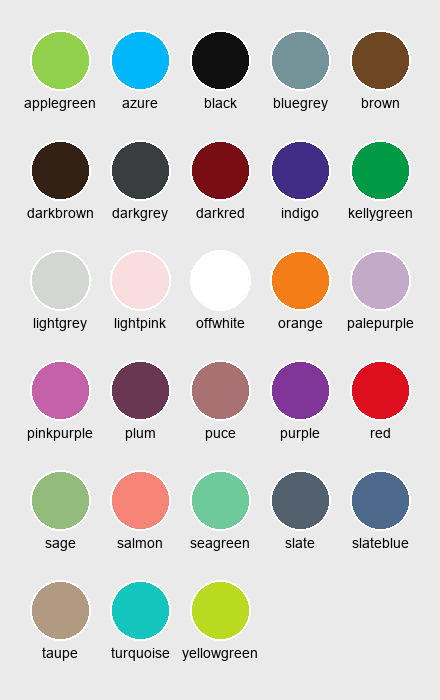 applegreen azure black bluegrey brown
darkbrown darkgrey darkred indigo kellygreen
lightgrey lightpink offwhite orange palepurple
pinkpurple plum puce purple red
sage salmon seagreen slate slateblue
taupe turquoise yellowgreen